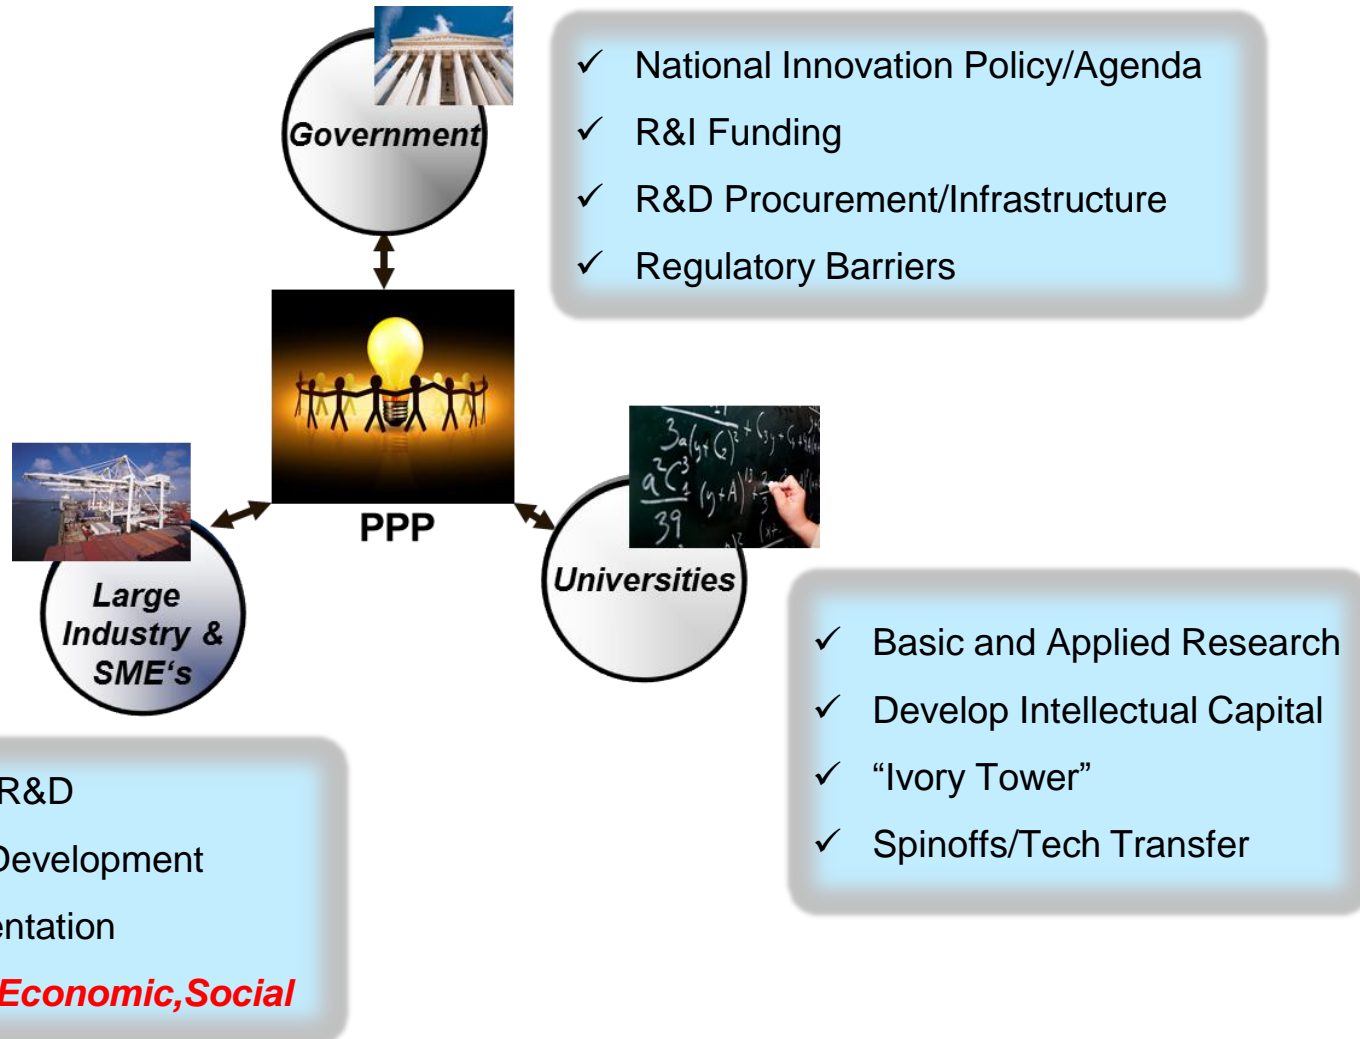 Government
✓ National Innovation Policy/Agenda
✓ R&I Funding
✓ R&D Procurement/Infrastructure
✓ Regulatory Barriers
PPP
Large
Industry &
SME‘s
Universities
✓ Basic and Applied Research
✓ Develop Intellectual Capital
✓ “Ivory Tower”
✓ Spinoffs/Tech Transfer
R&D
Development
entation
Economic,Social